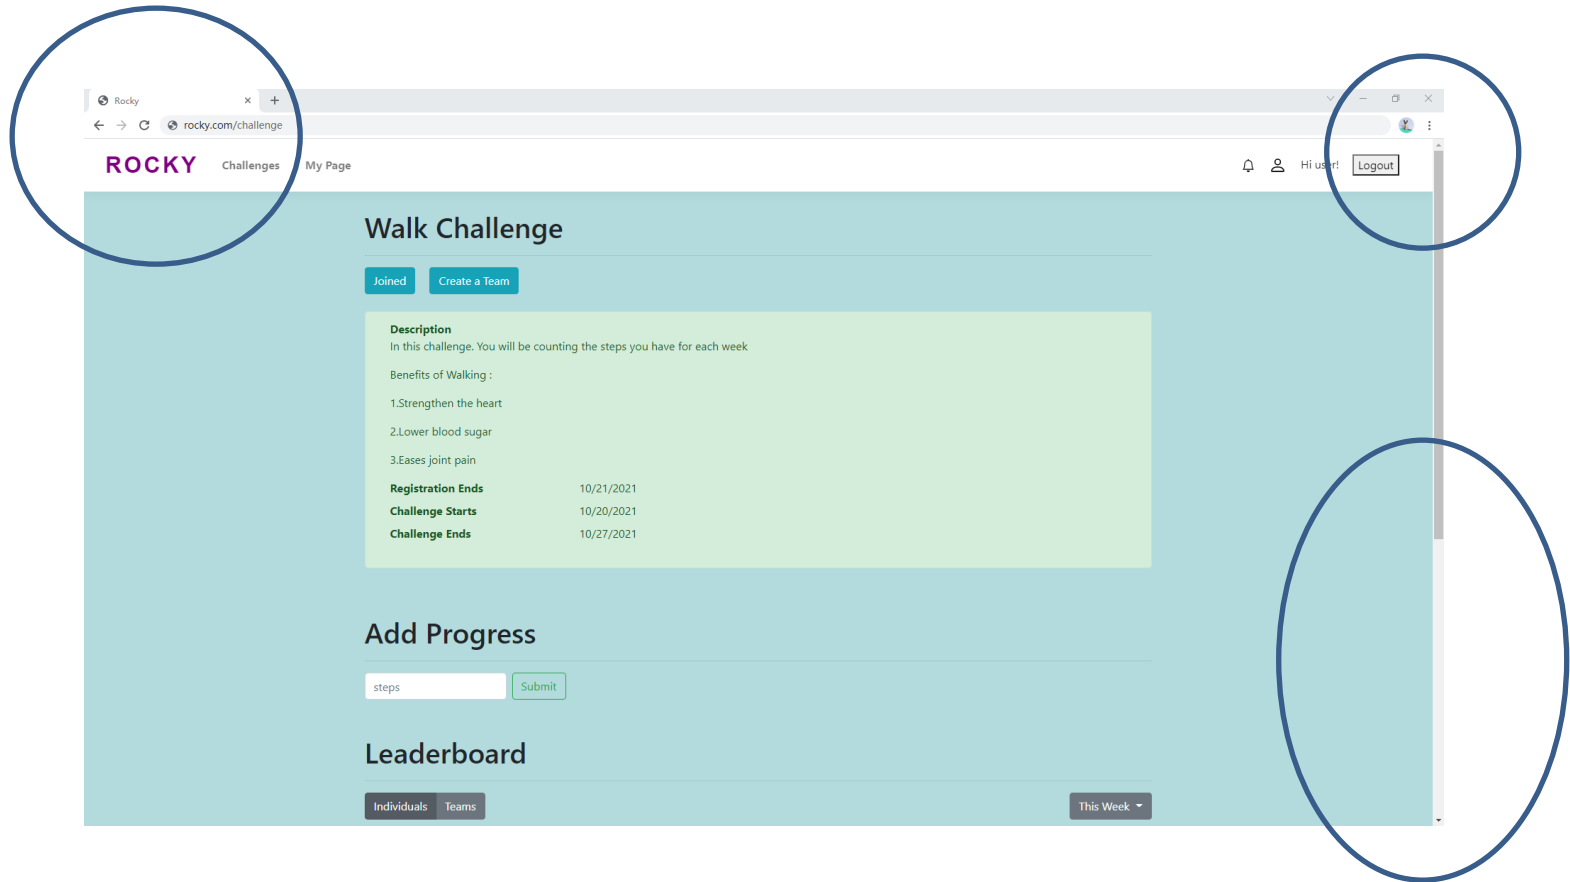 Rocky
rocky.com/challenge
ROCKY Challenges My Page Hi user! Logout
Walk Challenge
Joined Create a Team
Description
In this challenge. You will be counting the steps you have for each week
Benefits of Walking :
1.Strengthen the heart
2.Lower blood sugar
3.Eases joint pain
Registration Ends 10/21/2021
Challenge Starts 10/20/2021
Challenge Ends 10/27/2021
Add Progress
steps Submit
Leaderboard
Individuals Teams This Week